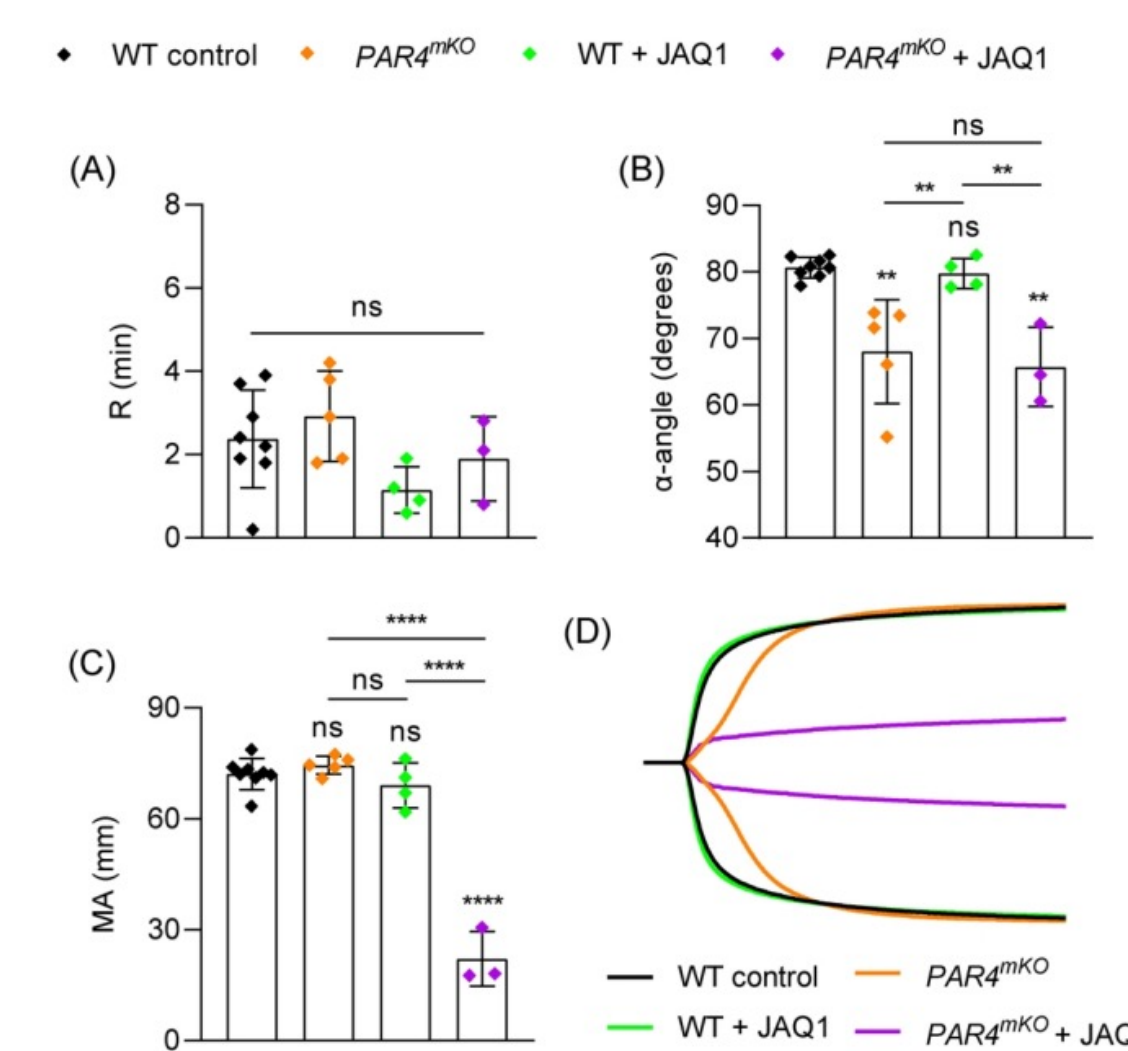 WT control PAR4mKO WT + JAQ1 PAR4mKO + JAQ1
(A)
R (min)
8
6
4
2
0
ns
(B)
α-angle (degrees)
90
80
70
60
50
40
ns
** **
ns
**
**
(C)
MA (mm)
90
60
30
0
****
****
ns
ns ns
****
(D)
WT control PAR4mKO
WT + JAQ1 PAR4mKO + JAQ